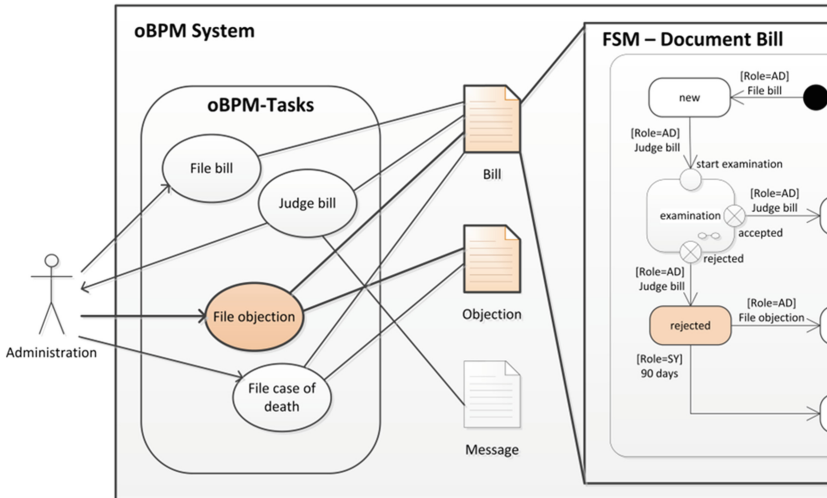 oBPM System
oBPM-Tasks
File bill
Judge bill
File objection
File case of
death
Administration
Bill
Objection
Message
FSM – Document Bill
[Role=AD]
File bill
new
[Role=AD]
Judge bill
start examination
examination
[Role=AD]
Judge bill
accepted
rejected
[Role=AD]
Judge bill
rejected
[Role=AD]
File objection
[Role=SY]
90 days